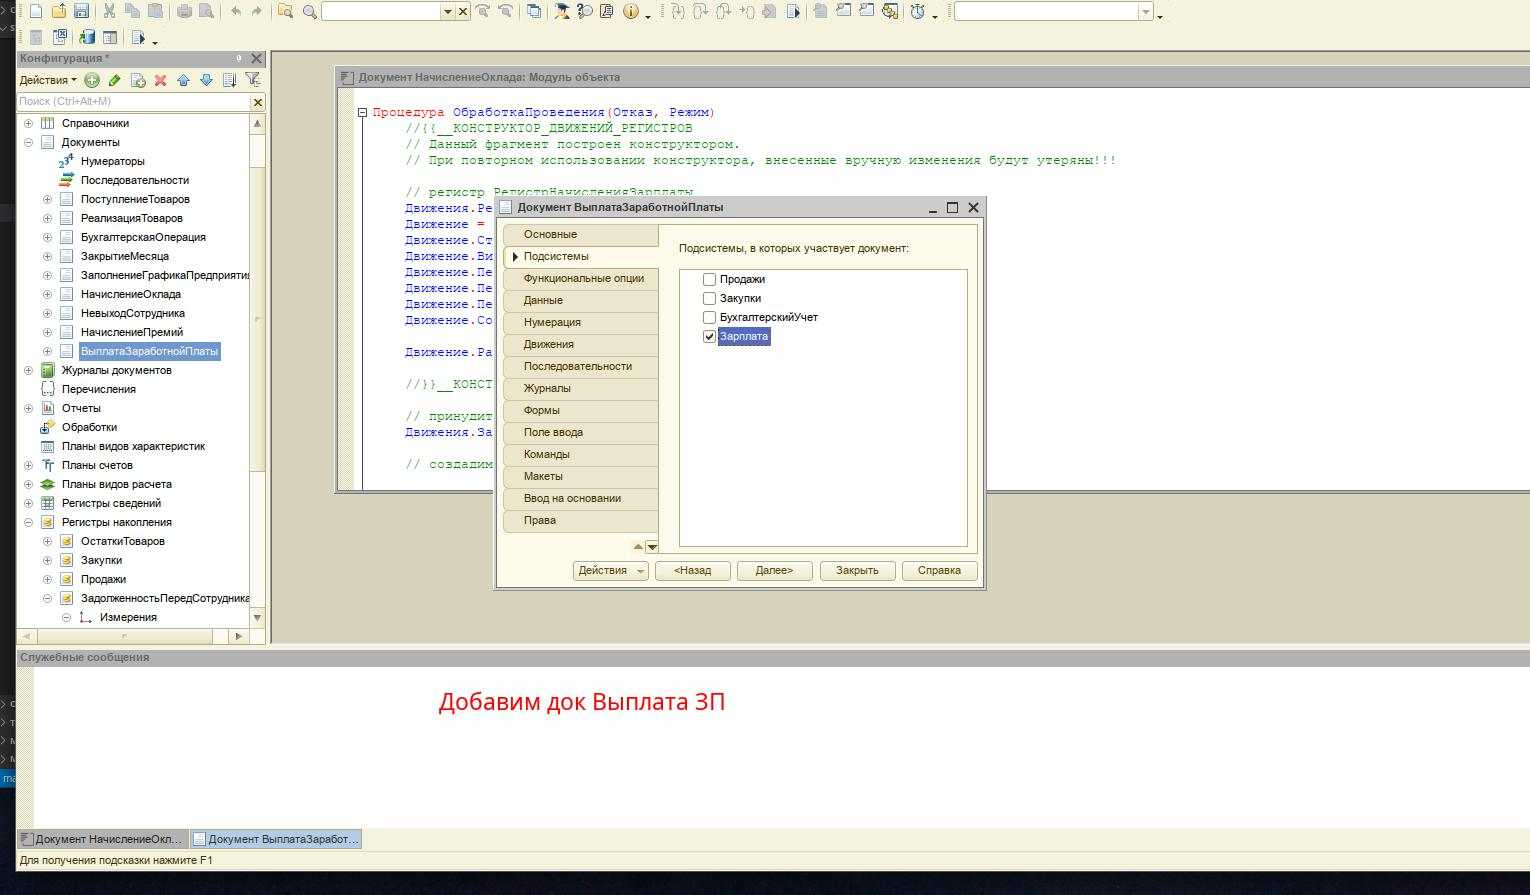 Конфигурация *
Действия
Поиск (Ctrl+Alt+M)
Справочники
Документы
Нумераторы
Последовательности
ПоступлениеТоваров
РеализацияТоваров
БухгалтерскаяОперация
ЗакрытиеМесяца
ЗаполнениеГрафикаПредприятия
НачислениеОклада
НевыходСотрудника
НачислениеПремий
ВыплатаЗаработнойПлаты
Журналы документов
Перечисления
Отчеты
Обработки
Планы видов характеристик
Планы счетов
Планы видов расчета
Регистры сведений
Регистры накопления
ОстаткиТоваров
Закупки
Продажи
ЗадолженностьПередСотрудника
Измерения
Документ НачислениеОклада: Модуль объекта
Процедура ОбработкаПроведения(Отказ, Режим)
//{{__КОНСТРУКТОР_ДВИЖЕНИЙ_РЕГИСТРОВ
// Данный фрагмент построен конструктором.
// При повторном использовании конструктора, внесенные вручную изменения будут утеряны!!!
// регистр РегистрНачисленияЗарплаты
Движения.Ре
Движение =
Движение.Ст
Движение.Ви
Движение.Пе
Движение.Пе
Движение.Пе
Движение.Со
Движение.Ра
//}}__КОНСТ
// принудит
Движения.За
// создадим
Документ ВыплатаЗаработнойПлаты
Основные
Подсистемы
Функциональные опции
Данные
Нумерация
Движения
Последовательности
Журналы
Формы
Поле ввода
Команды
Макеты
Ввод на основании
Права
Подсистемы, в которых участвует документ:
Продажи
Закупки
БухгалтерскийУчет
Зарплата
Действия
<Назад
Далее>
Закрыть
Справка
Служебные сообщения
Добавим док Выплата ЗП
Документ НачислениеОкл...
Документ ВыплатаЗаработ...
Для получения подсказки нажмите F1